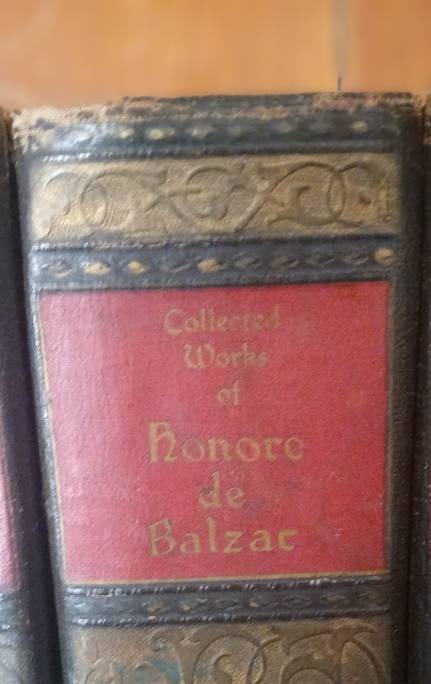 Collected
Works
of
Honore
de
Balzac